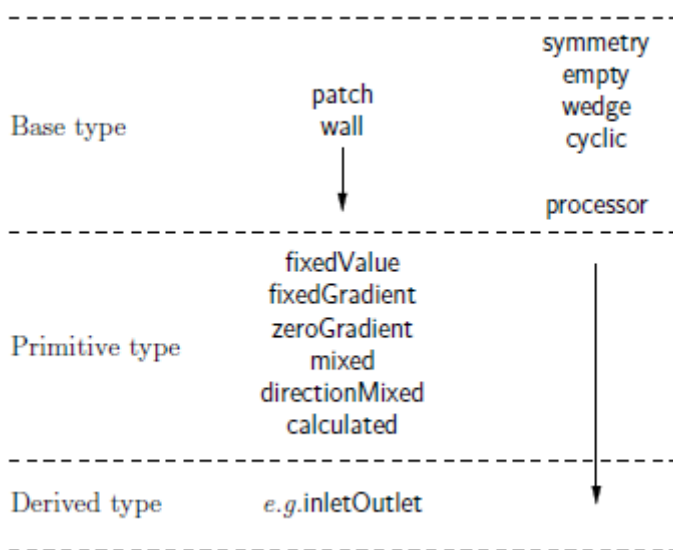 symmetry
empty
wedge
cyclic
processor
Base type
patch
wall
Primitive type
fixedValue
fixedGradient
zeroGradient
mixed
directionMixed
calculated
Derived type
e.g.inletOutlet